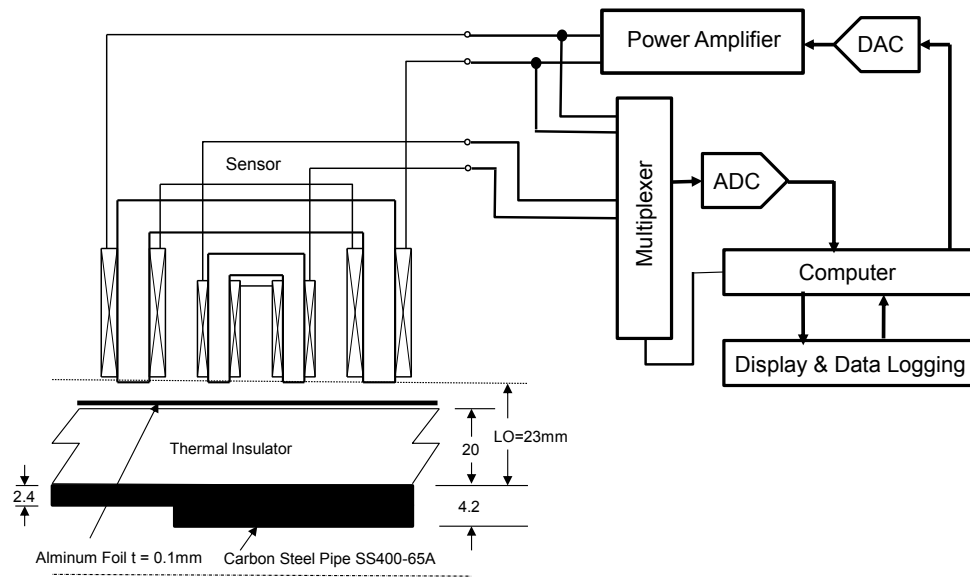 Power Amplifier
DAC
Sensor
Multiplexer
ADC
Computer
Display & Data Logging
LO=23mm
Thermal Insulator
20
2.4
4.2
Alminum Foil t = 0.1mm
Carbon Steel Pipe SS400-65A